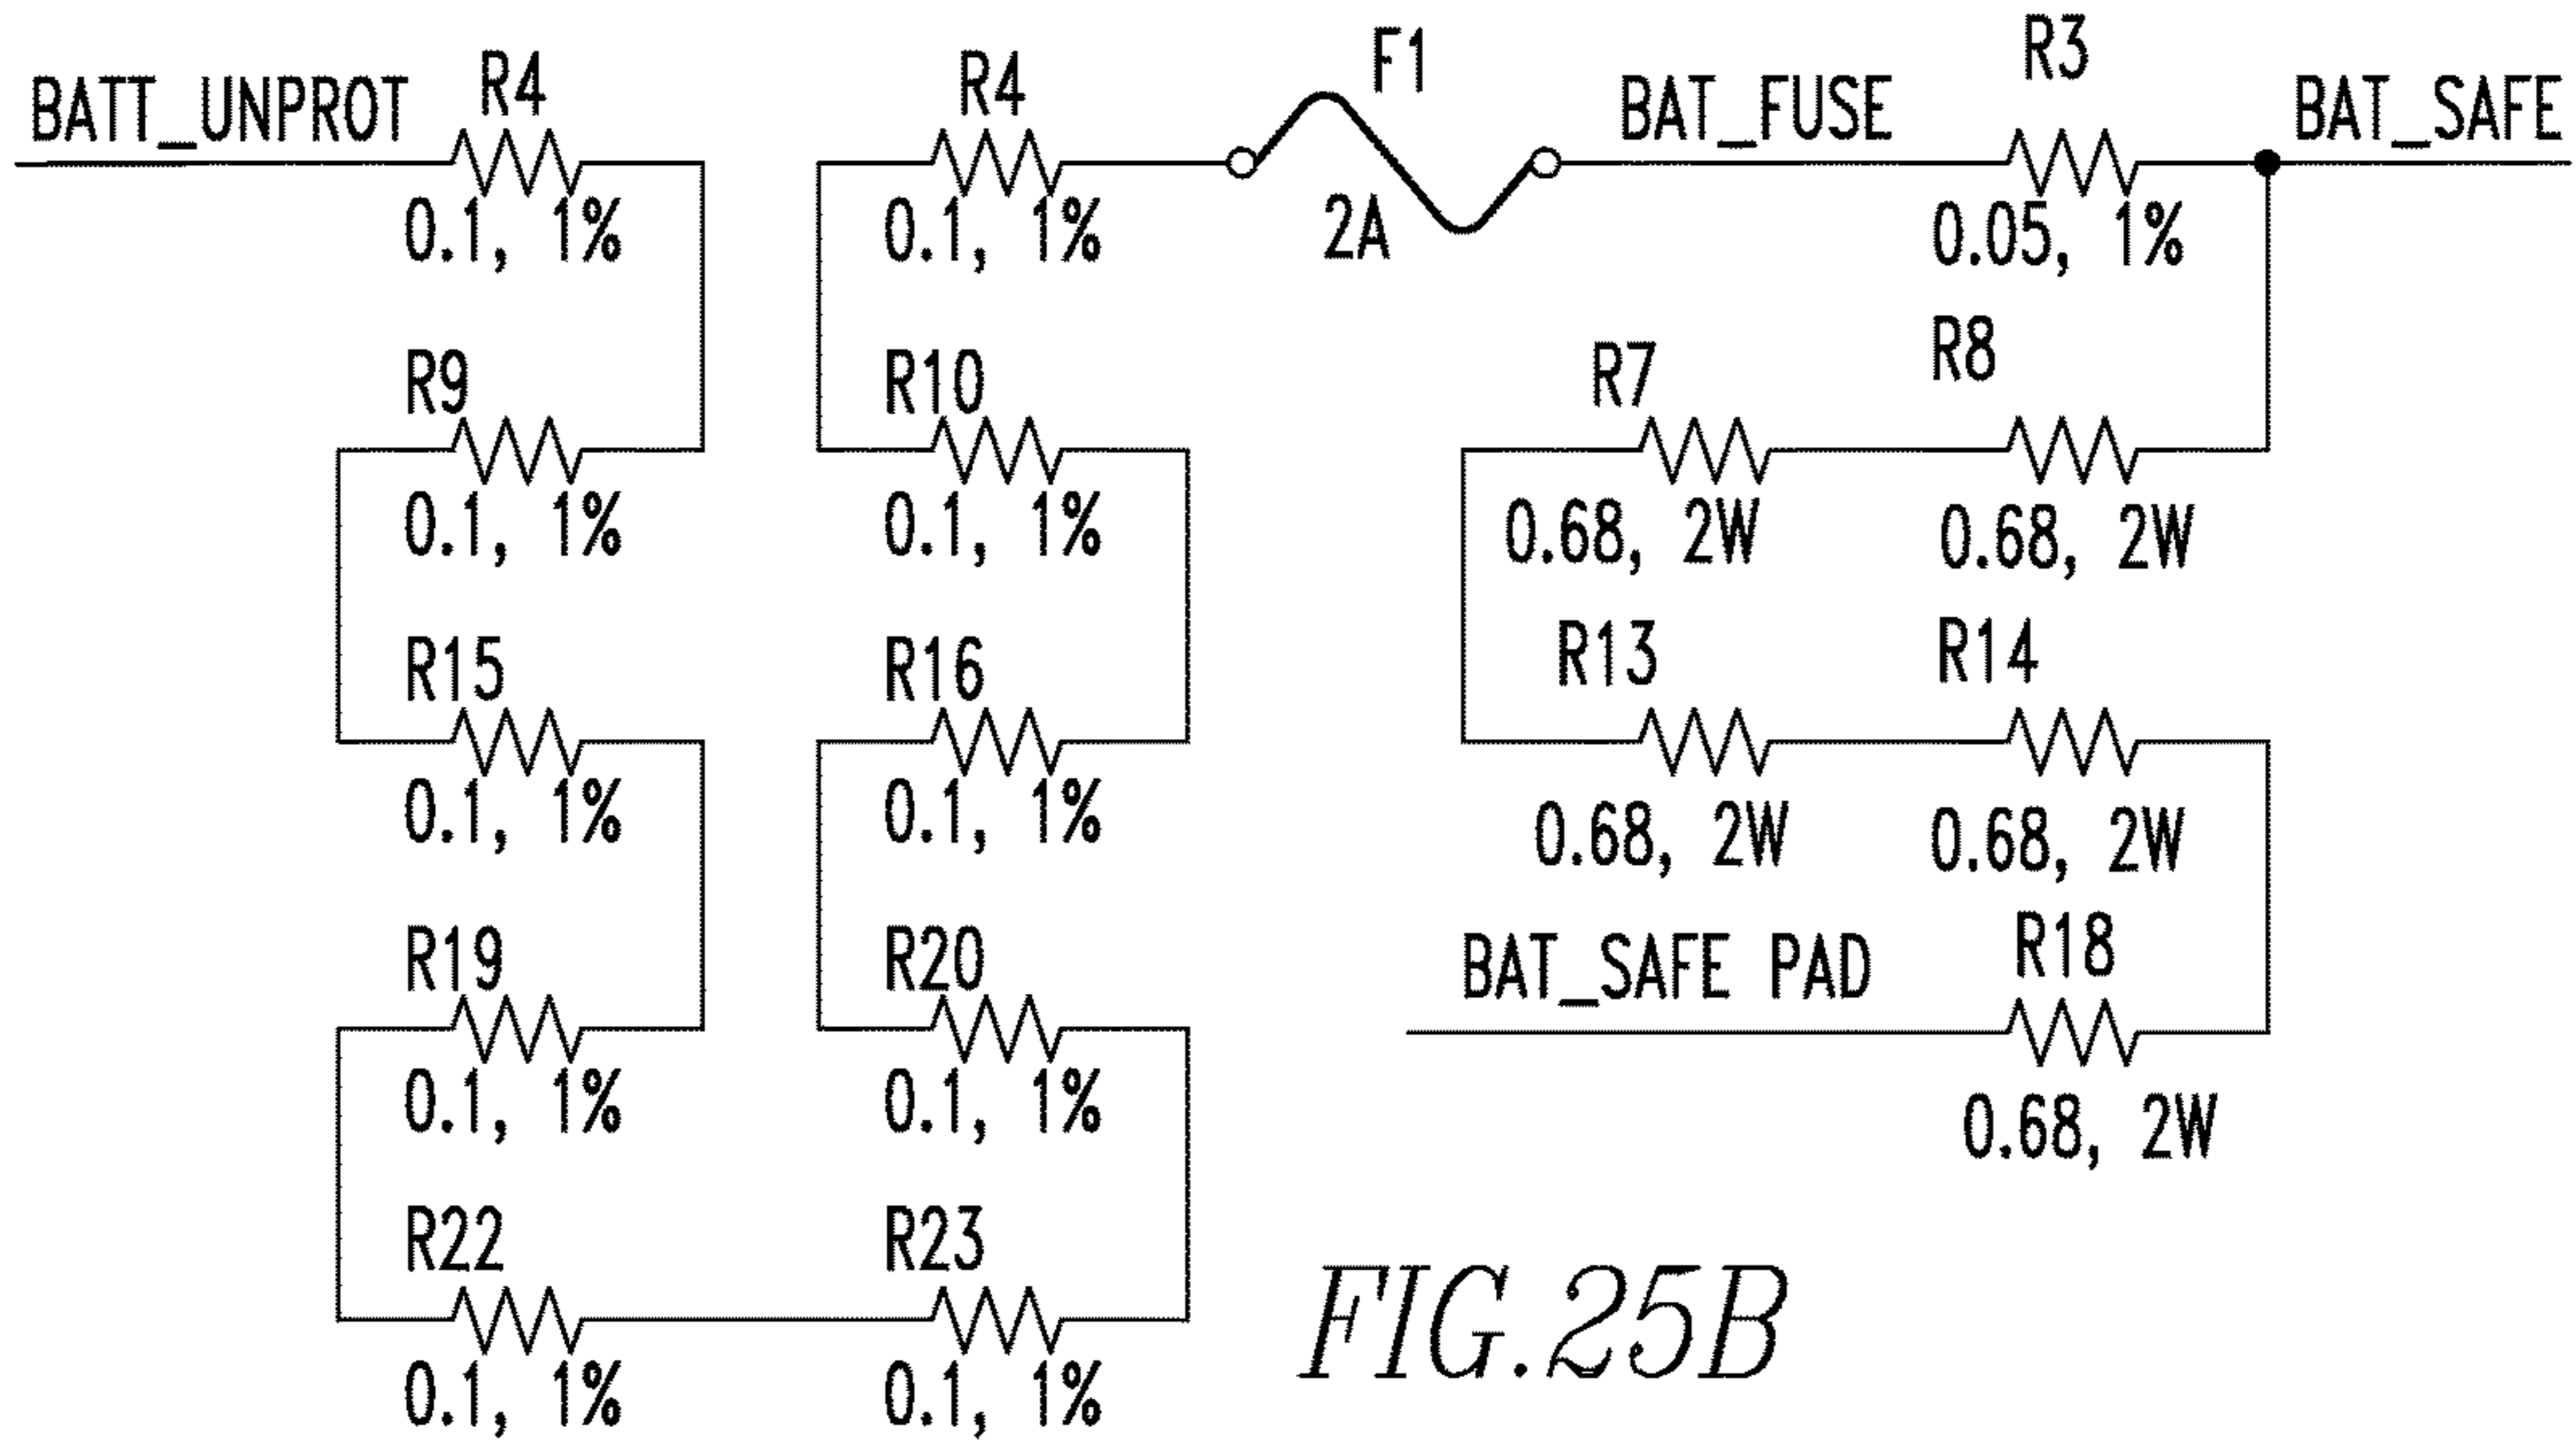 BATT_UNPROT
R4
0.1, 1%
R4
0.1, 1%
F1
2A
BAT_FUSE
R3
0.05, 1%
BAT_SAFE
R9
0.1, 1%
R10
0.1, 1%
R7
0.68, 2W
R8
0.68, 2W
R15
0.1, 1%
R16
0.1, 1%
R13
0.68, 2W
R14
0.68, 2W
R19
0.1, 1%
R20
0.1, 1%
BAT_SAFE PAD
R18
0.68, 2W
R22
0.1, 1%
R23
0.1, 1%
FIG.25B